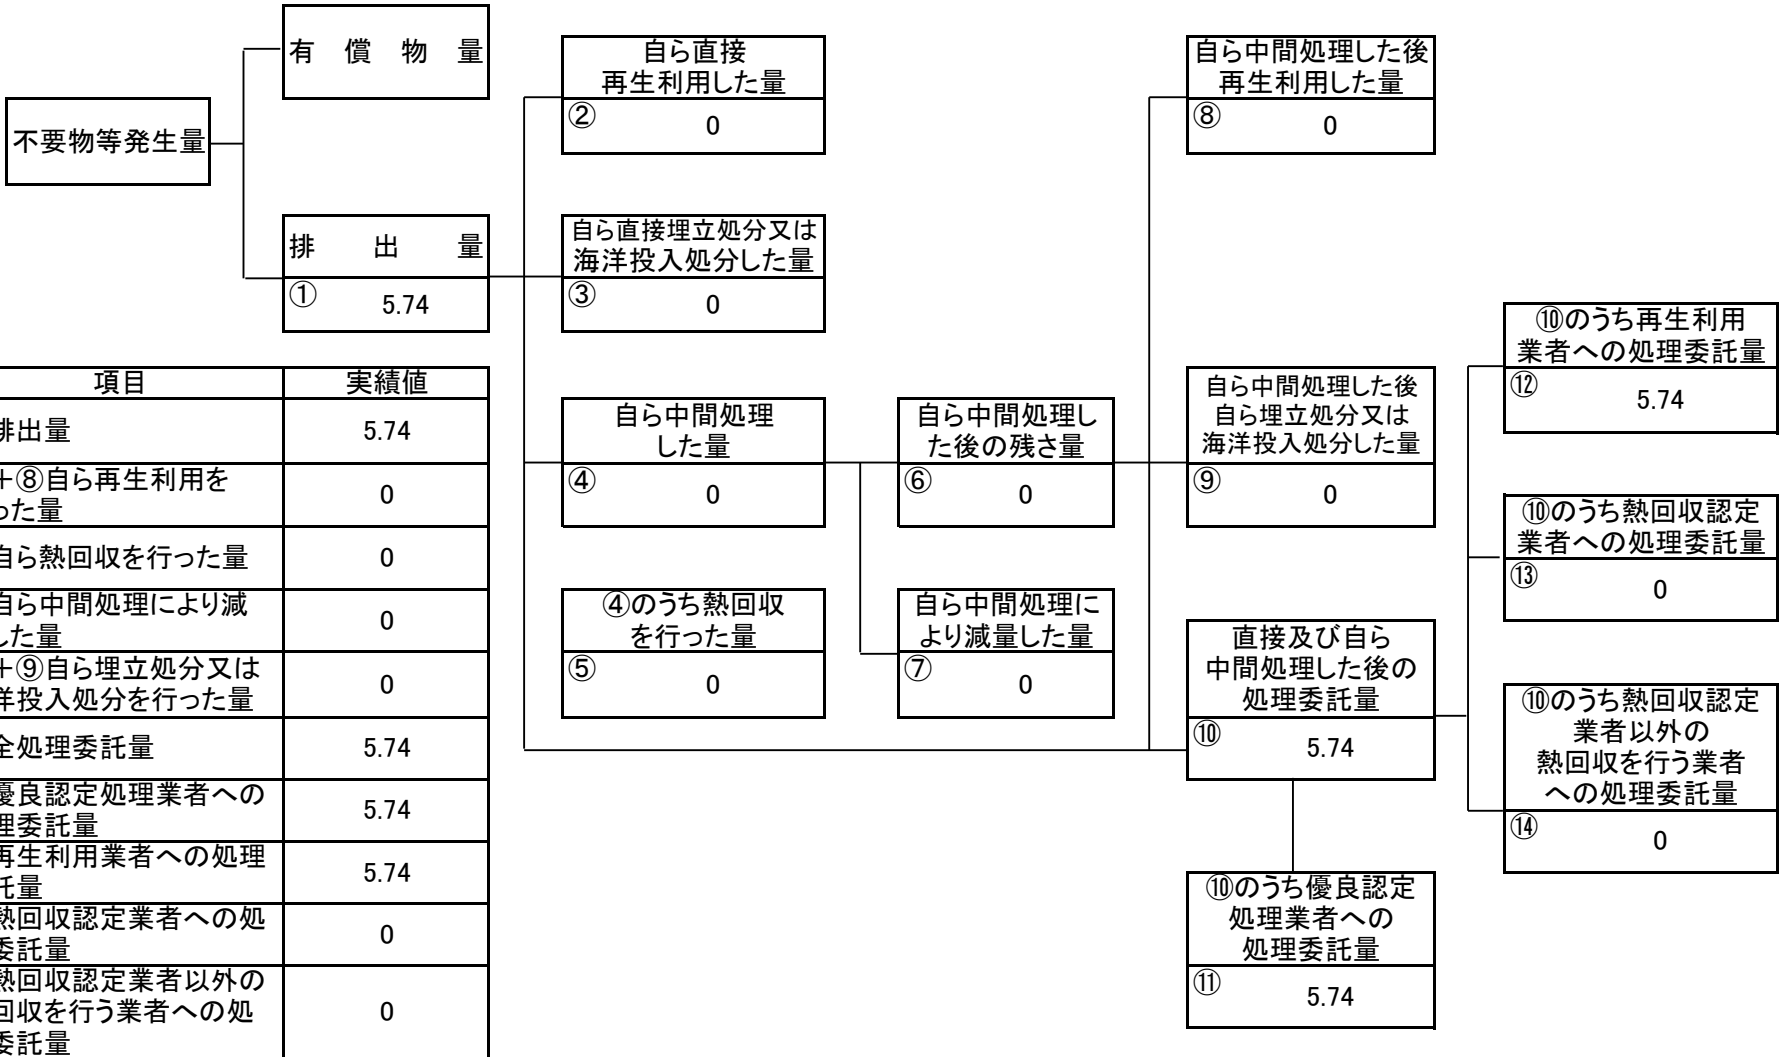 有償物量
不要物等発生量
排出量
①
5.74
自ら直接
再生利用した量
②
0
自ら直接埋立処分又は
海洋投入処分した量
③
0
自ら中間処理
した量
④
0
④のうち熱回収
を行った量
⑤
0
自ら中間処理し
た後の残さ量
⑥
0
自ら中間処理に
より減量した量
⑦
0
自ら中間処理した後
再生利用した量
⑧
0
自ら中間処理した後
自ら埋立処分又は
海洋投入処分した量
⑨
0
直接及び自ら
中間処理した後の
処理委託量
⑩
5.74
⑩のうち優良認定
処理業者への
処理委託量
⑪
5.74
⑩のうち再生利用
業者への処理委託量
⑫
5.74
⑩のうち熱回収認定
業者への処理委託量
⑬
0
⑩のうち熱回収認定
業者以外の
熱回収を行う業者
への処理委託量
⑭
0
項目 実績値
排出量 5.74
+⑧自ら再生利用を
った量
0
自ら熱回収を行った量 0
自ら中間処理により減
した量
0
+⑨自ら埋立処分又は
洋投入処分を行った量
0
全処理委託量 5.74
優良認定処理業者への
理委託量
5.74
再生利用業者への処理
託量
5.74
熱回収認定業者への処
委託量
0
熱回収認定業者以外の
回収を行う業者への処
委託量
0